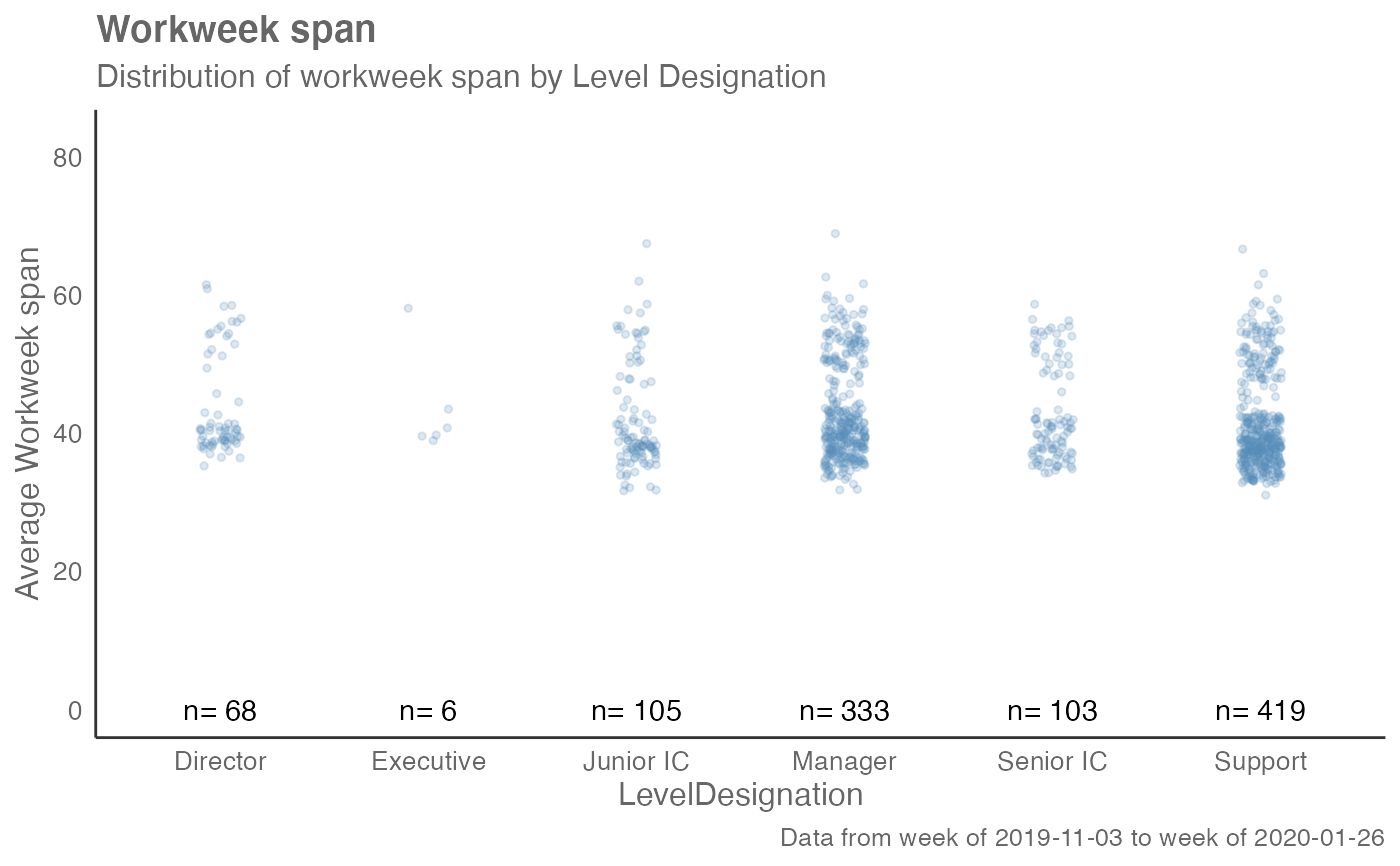 Workweek span
Distribution of workweek span by Level Designation
Average Workweek span
80
60
40
20
0
n= 68 n= 6 n= 105 n= 333 n= 103 n= 419
Director Executive Junior IC Manager Senior IC Support
LevelDesignation
Data from week of 2019-11-03 to week of 2020-01-26